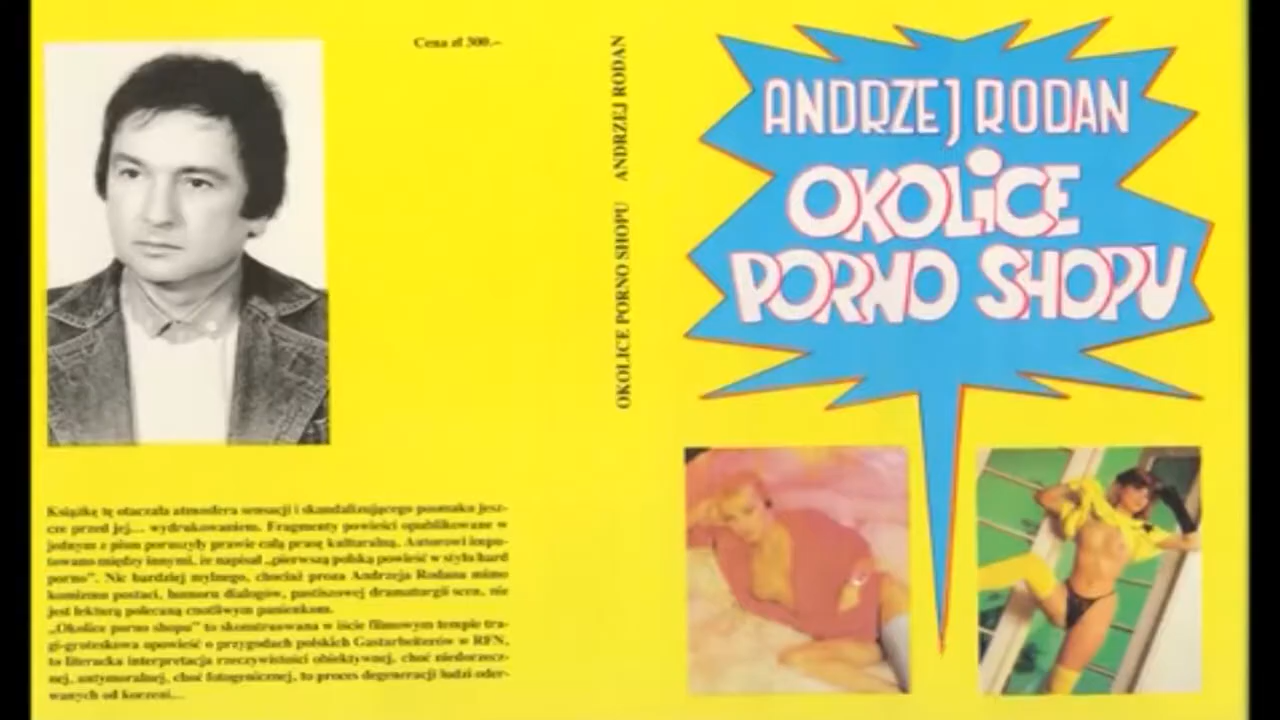 Cena zł 300.–
Książkę tę otaczała atmosfera sensacji i skandalizującego posmaku jesz-
cze przed jej... wydrukowaniem. Fragmenty powieści opublikowane w
jednym z pism poruszyły prawie całą prasę kulturalną. Autorowi impu-
towano między innymi, że napisał „pierwszą polską powieść w stylu hard
porno”. Nic bardziej mylnego, chociaż proza Andrzeja Rodana mimo
komizmu postaci, humoru dialogów, pastiszowej dramaturgii scen, nie
jest lekturą polecaną cnotliwym panienkom.
„Okolice porno shopu” to skonstruowana w iście filmowym tempie tra-
gi-groteskowa opowieść o przygodach polskich Gastarbeiterów w RFN,
to literacka interpretacja rzeczywistości obiektywnej, choć niedorzecz-
nej, antymoralnej, choć fotogenicznej, to proces degeneracji ludzi oder-
wanych od korzeni...
OKOLICE PORNO SHOPU ANDRZEJ RODAN
ANDRZEJ RODAN
OKOLiCE
PORNO SHOPU